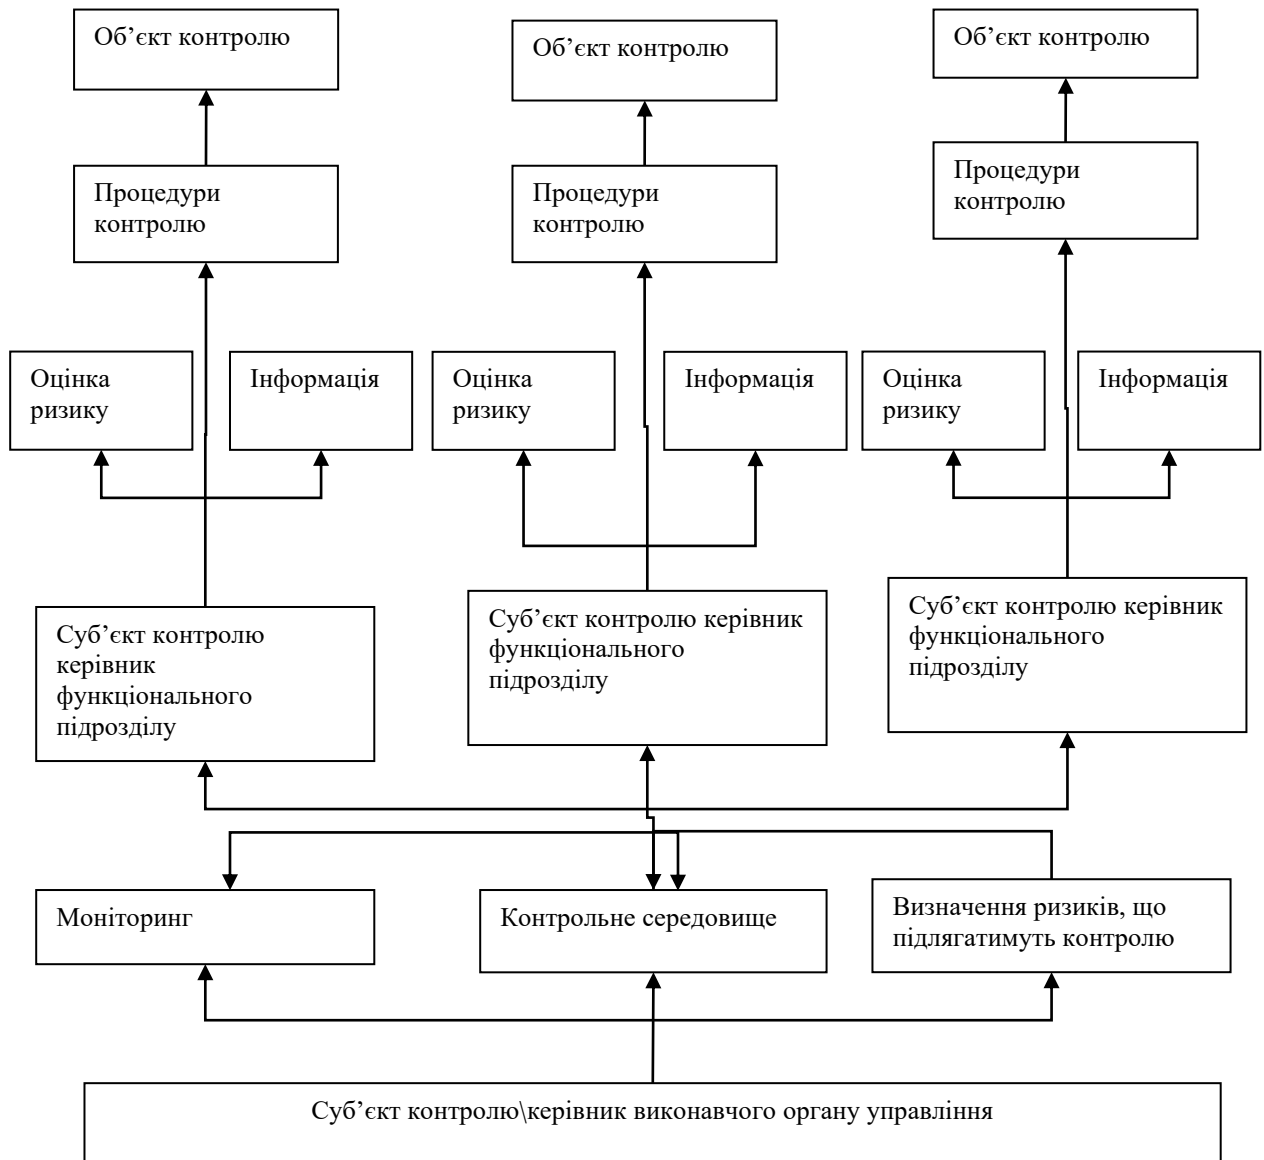 Об’єкт контролю
Об’єкт контролю
Об’єкт контролю
Процедури
контролю
Процедури
контролю
Процедури
контролю
Оцінка
ризику
Інформація
Оцінка
ризику
Інформація
Оцінка
ризику
Інформація
Суб’єкт контролю
керівник
функціонального
підрозділу
Суб’єкт контролю керівник
функціонального
підрозділу
Суб’єкт контролю керівник
функціонального
підрозділу
Моніторинг
Контрольне середовище
Визначення ризиків, що
підлягатимуть контролю
Суб’єкт контролю\керівник виконавчого органу управління